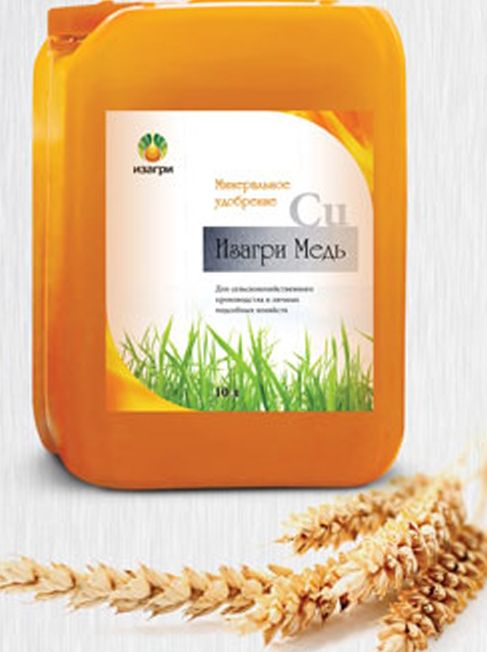 изагри
Минеральное
удобрение
Cu
Изагри Медь
Для сельскохозяйственного
производства и личных
подсобных хозяйств
10 л